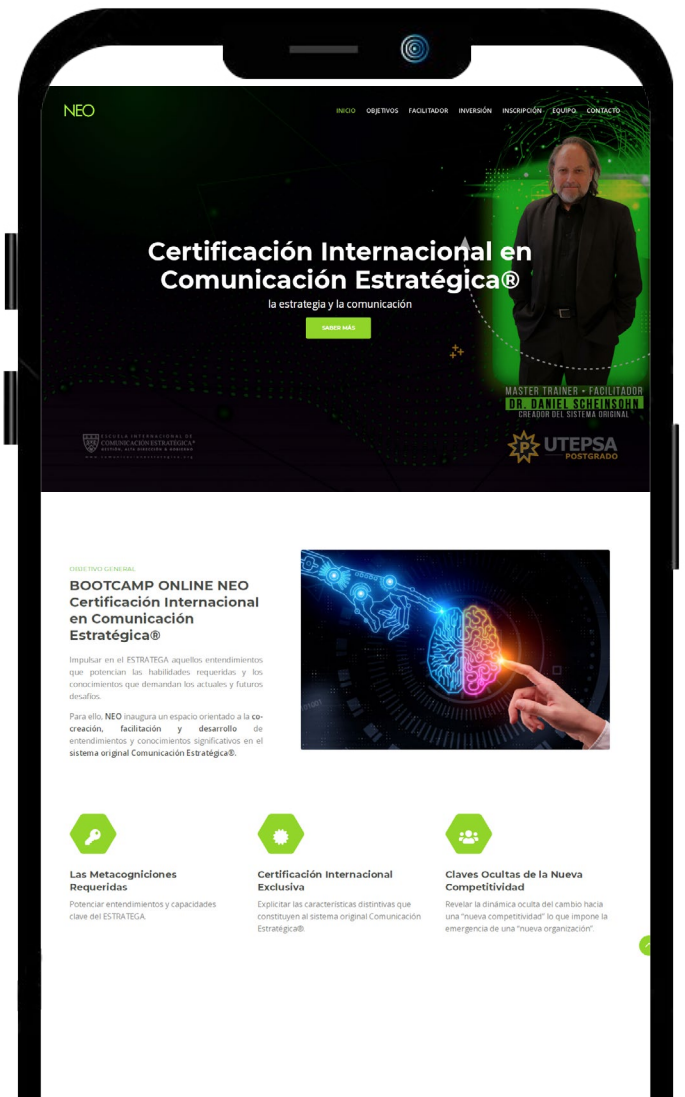 NEO
INICIO OBJETIVOS FACILITADOR INVERSIÓN INSCRIPCIÓN EQUIPO CONTACTO
Certificación Internacional en
Comunicación Estratégica®
la estrategia y la comunicación
SABER MÁS
MASTER TRAINER • FACILITADOR
DR. DANIEL SCHEINSOHN
CREADOR DEL SISTEMA ORIGINAL
ESCUELA INTERNACIONAL DE
COMUNICACIÓN ESTRATÉGICA®
GESTIÓN, ALTA DIRECCIÓN & GOBIERNO
www.comunicacionestrategica.org
P UTEPSA
POSTGRADO
OBJETIVO GENERAL
BOOTCAMP ONLINE NEO
Certificación Internacional
en Comunicación
Estratégica®
Impulsar en el ESTRATEGA aquellos entendimientos
que potencian las habilidades requeridas y los
conocimientos que demandan los actuales y futuros
desafíos.
Para ello, NEO inaugura un espacio orientado a la co-
creación, facilitación y desarrollo de
entendimientos y conocimientos significativos en el
sistema original Comunicación Estratégica®.
Las Metacogniciones
Requeridas
Potenciar entendimientos y capacidades
clave del ESTRATEGA.
Certificación Internacional
Exclusiva
Explicitar las características distintivas que
constituyen al sistema original Comunicación
Estratégica®.
Claves Ocultas de la Nueva
Competitividad
Revelar la dinámica oculta del cambio hacia
una "nueva competitividad" lo que impone la
emergencia de una "nueva organización".